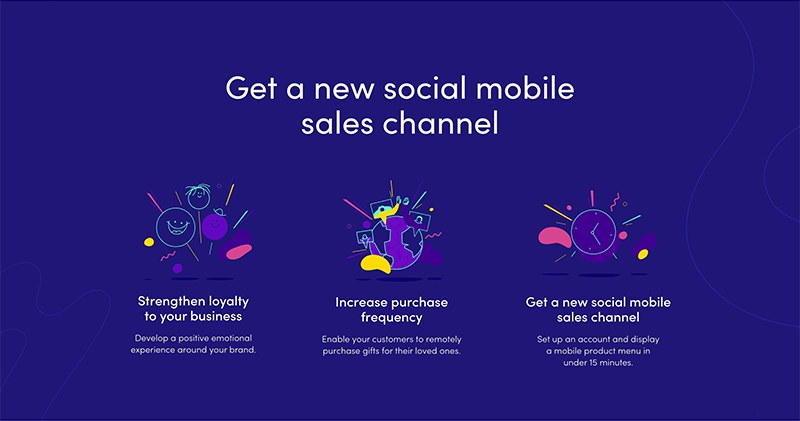 Get a new social mobile
sales channel
Strengthen loyalty
to your business
Develop a positive emotional
experience around your brand.
Increase purchase
frequency
Enable your customers to remotely
purchase gifts for their loved ones.
Get a new social mobile
sales channel
Set up an account and display
a mobile product menu in
under 15 minutes.